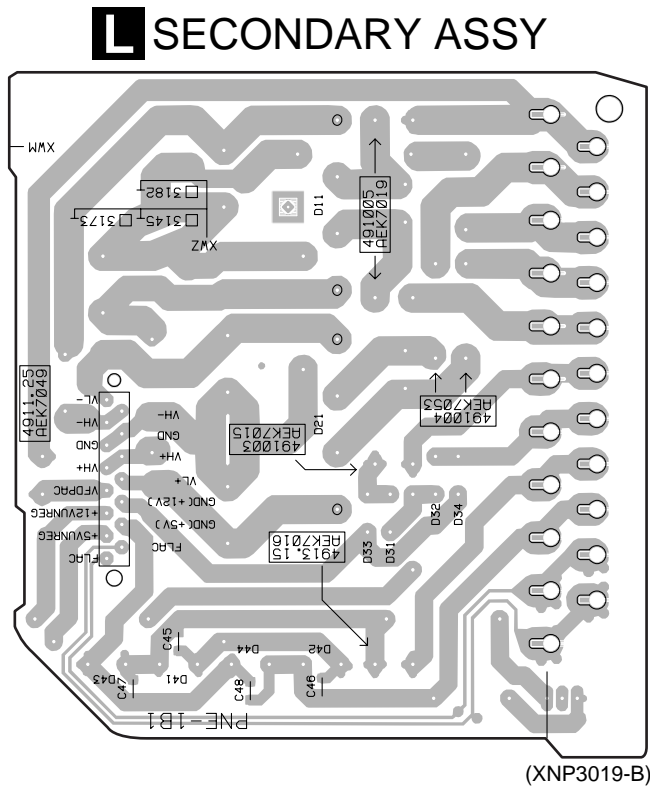 L SECONDARY ASSY
XWM
3182
3173
3145
XWZ
D11
491005
AEK7019
4911.25
AEK7049
VL-
VH-
VH-
GND
GND
VH+
VH+
VL+
VFDPAC
GND(+12V)
+12VUNREG
GND(+5V)
+5VUNREG
FLAC
FLAC
491003
AEK7015
D21
491004
AEK7053
4913.15
AEK7016
D33
D31
D32
D34
C45
D44
D42
D43
D41
C47
C48
C46
PNE-1B1
(XNP3019-B)